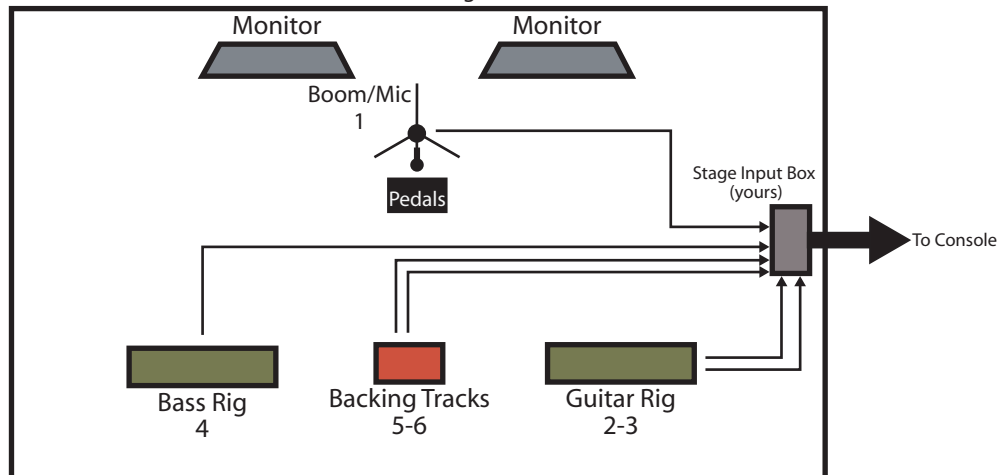 Monitor
Monitor
Boom/Mic
1
Pedals
Stage Input Box
(yours)
To Console
Bass Rig
4
Backing Tracks
5-6
Guitar Rig
2-3